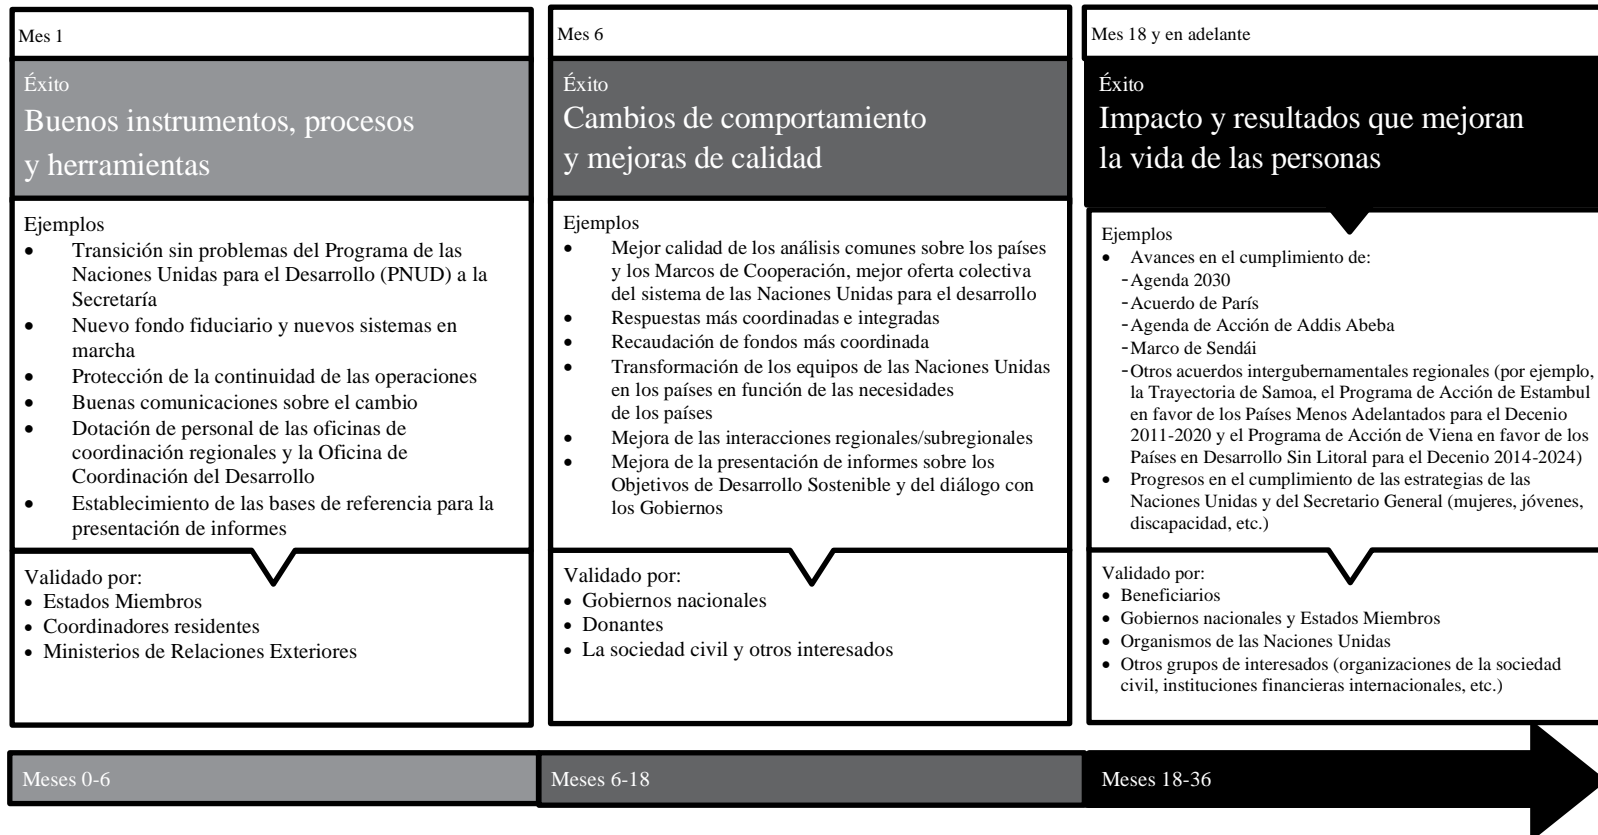 Mes 1
Éxito
Buenos instrumentos, procesos
y herramientas
Ejemplos
• Transición sin problemas del Programa de las
Naciones Unidas para el Desarrollo (PNUD) a la
Secretaría
• Nuevo fondo fiduciario y nuevos sistemas en
marcha
• Protección de la continuidad de las operaciones
• Buenas comunicaciones sobre el cambio
• Dotación de personal de las oficinas de
coordinación regionales y la Oficina de
Coordinación del Desarrollo
• Establecimiento de las bases de referencia para la
presentación de informes
Validado por:
• Estados Miembros
• Coordinadores residentes
• Ministerios de Relaciones Exteriores
Mes 6
Éxito
Cambios de comportamiento
y mejoras de calidad
Ejemplos
• Mejor calidad de los análisis comunes sobre los países
y los Marcos de Cooperación, mejor oferta colectiva
del sistema de las Naciones Unidas para el desarrollo
• Respuestas más coordinadas e integradas
• Recaudación de fondos más coordinada
• Transformación de los equipos de las Naciones Unidas
en los países en función de las necesidades
de los países
• Mejora de las interacciones regionales/subregionales
• Mejora de la presentación de informes sobre los
Objetivos de Desarrollo Sostenible y del diálogo con
los Gobiernos
Validado por:
• Gobiernos nacionales
• Donantes
• La sociedad civil y otros interesados
Mes 18 y en adelante
Éxito
Impacto y resultados que mejoran
la vida de las personas
Ejemplos
• Avances en el cumplimiento de:
- Agenda 2030
- Acuerdo de París
- Agenda de Acción de Addis Abeba
- Marco de Sendái
- Otros acuerdos intergubernamentales regionales (por ejemplo,
la Trayectoria de Samoa, el Programa de Acción de Estambul
en favor de los Países Menos Adelantados para el Decenio
2011-2020 y el Programa de Acción de Viena en favor de los
Países en Desarrollo Sin Litoral para el Decenio 2014-2024)
• Progresos en el cumplimiento de las estrategias de las
Naciones Unidas y del Secretario General (mujeres, jóvenes,
discapacidad, etc.)
Validado por:
• Beneficiarios
• Gobiernos nacionales y Estados Miembros
• Organismos de las Naciones Unidas
• Otros grupos de interesados (organizaciones de la sociedad
civil, instituciones financieras internacionales, etc.)
Meses 0-6
Meses 6-18
Meses 18-36